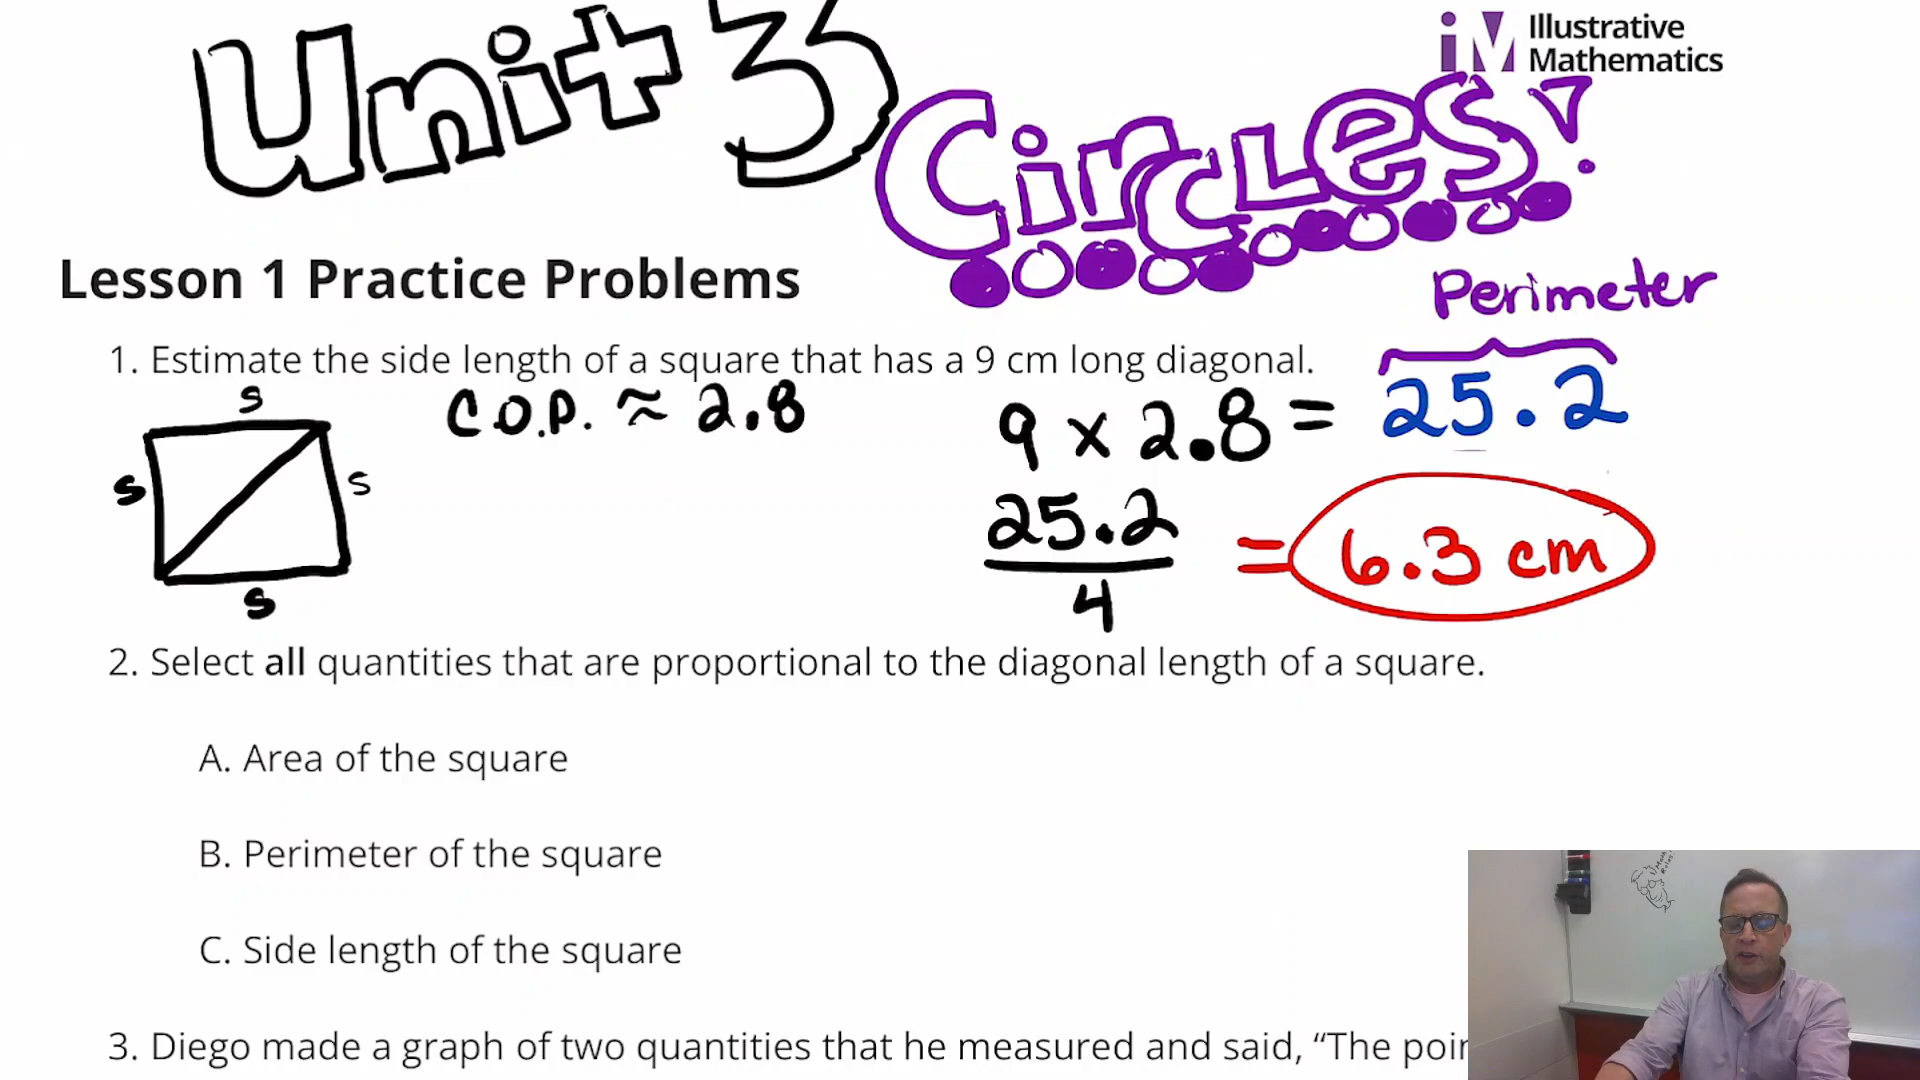 Unit 3
Circles!
Illustrative
Mathematics
Lesson 1 Practice Problems
Perimeter
1. Estimate the side length of a square that has a 9 cm long diagonal.
s
s
s
s
C.O.P. ≈ 2.8
9 x 2.8 = 25.2
25.2
4
= 6.3 cm
2. Select all quantities that are proportional to the diagonal length of a square.
A. Area of the square
B. Perimeter of the square
C. Side length of the square
3. Diego made a graph of two quantities that he measured and said, “The poin